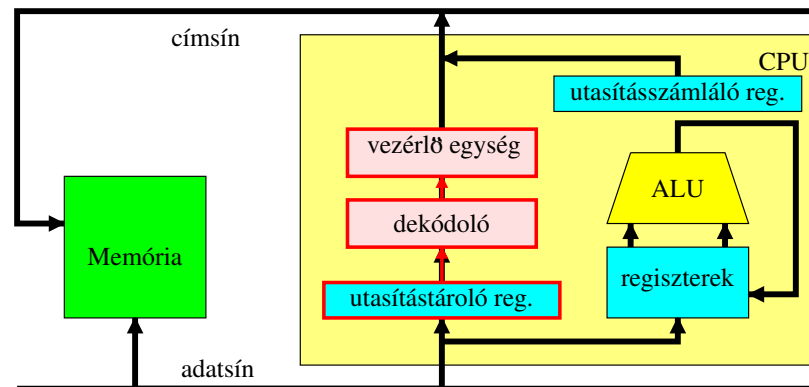 címsín
CPU
utasításszámláló reg.
vezérlő egység
ALU
dekódoló
Memória
regiszterek
utasítástároló reg.
adatsín